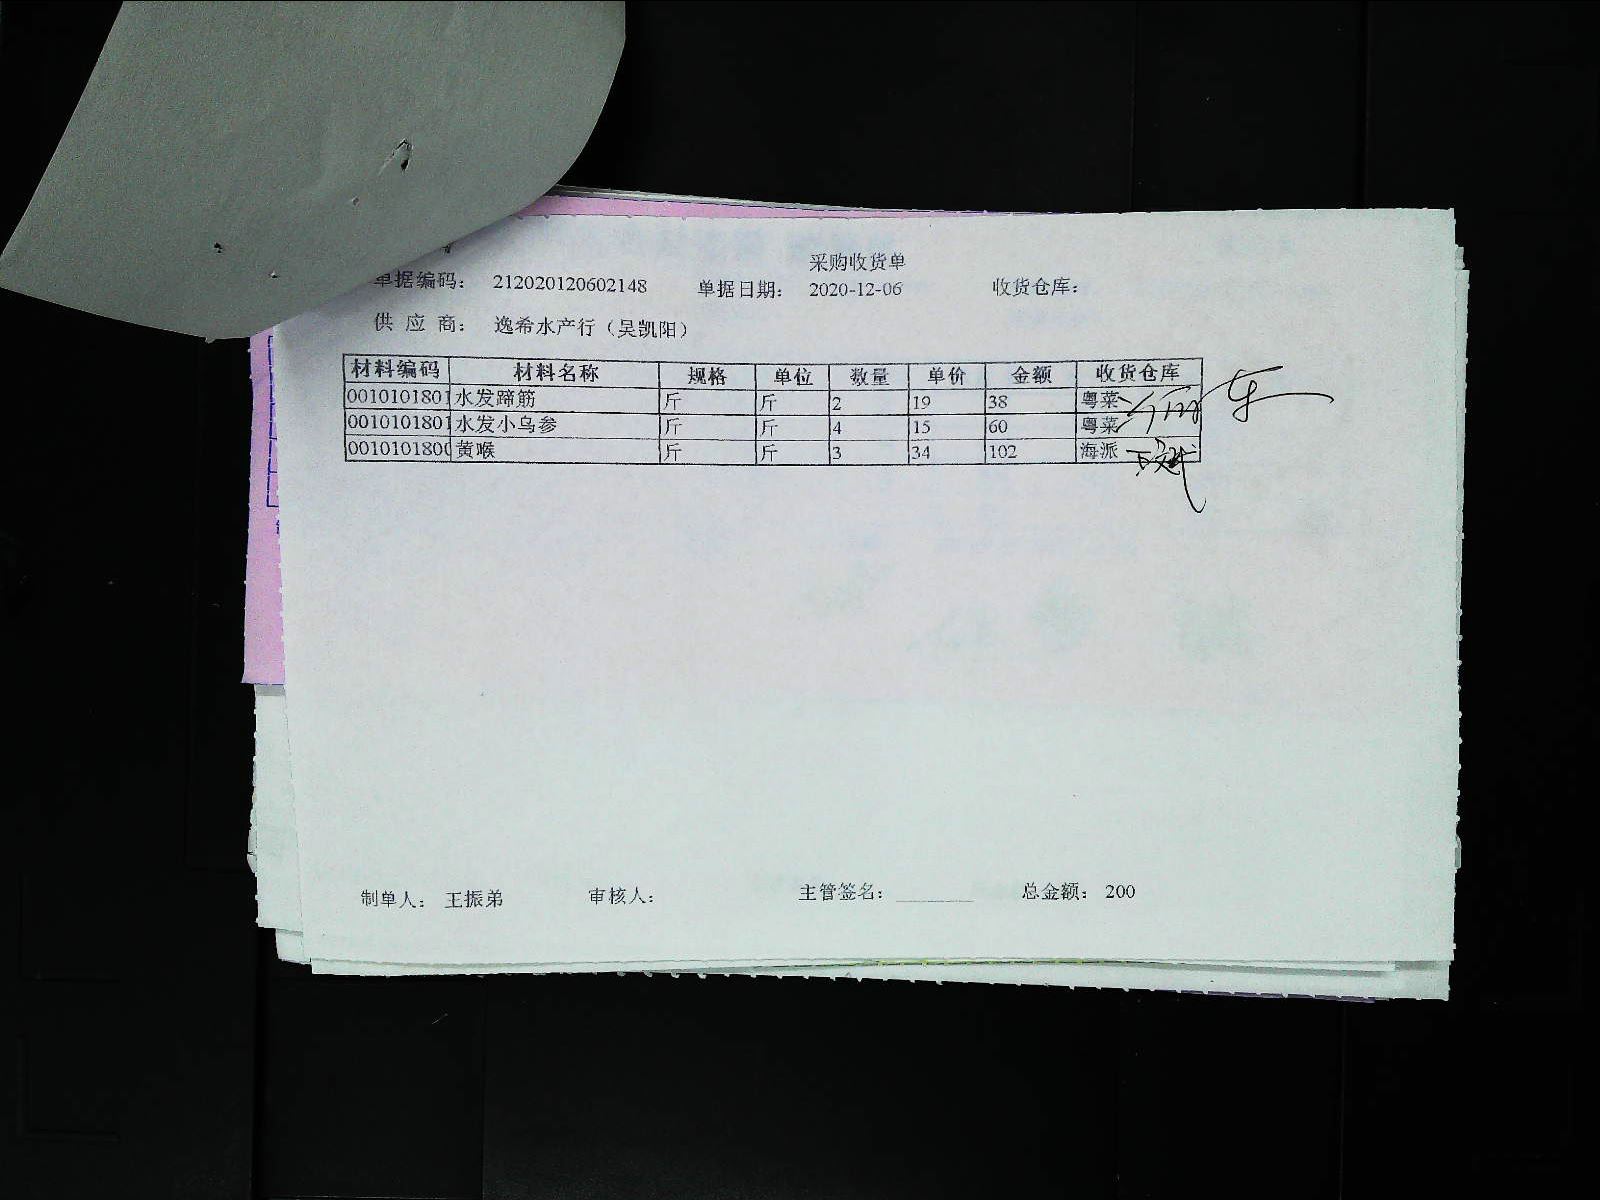 采购收货单
单据编码： 212020120602148 单据日期： 2020-12-06 收货仓库：
供 应 商： 逸希水产行（吴凯阳）
材料编码 材料名称 规格 单位 数量 单价 金额 收货仓库
0010101801 水发蹄筋 斤 斤 2 19 38 粤菜
0010101801 水发小乌参 斤 斤 4 15 60 粤菜
001010180 黄喉 斤 斤 3 34 102 海派
制单人： 王振弟 审核人： 主管签名： 总金额： 200